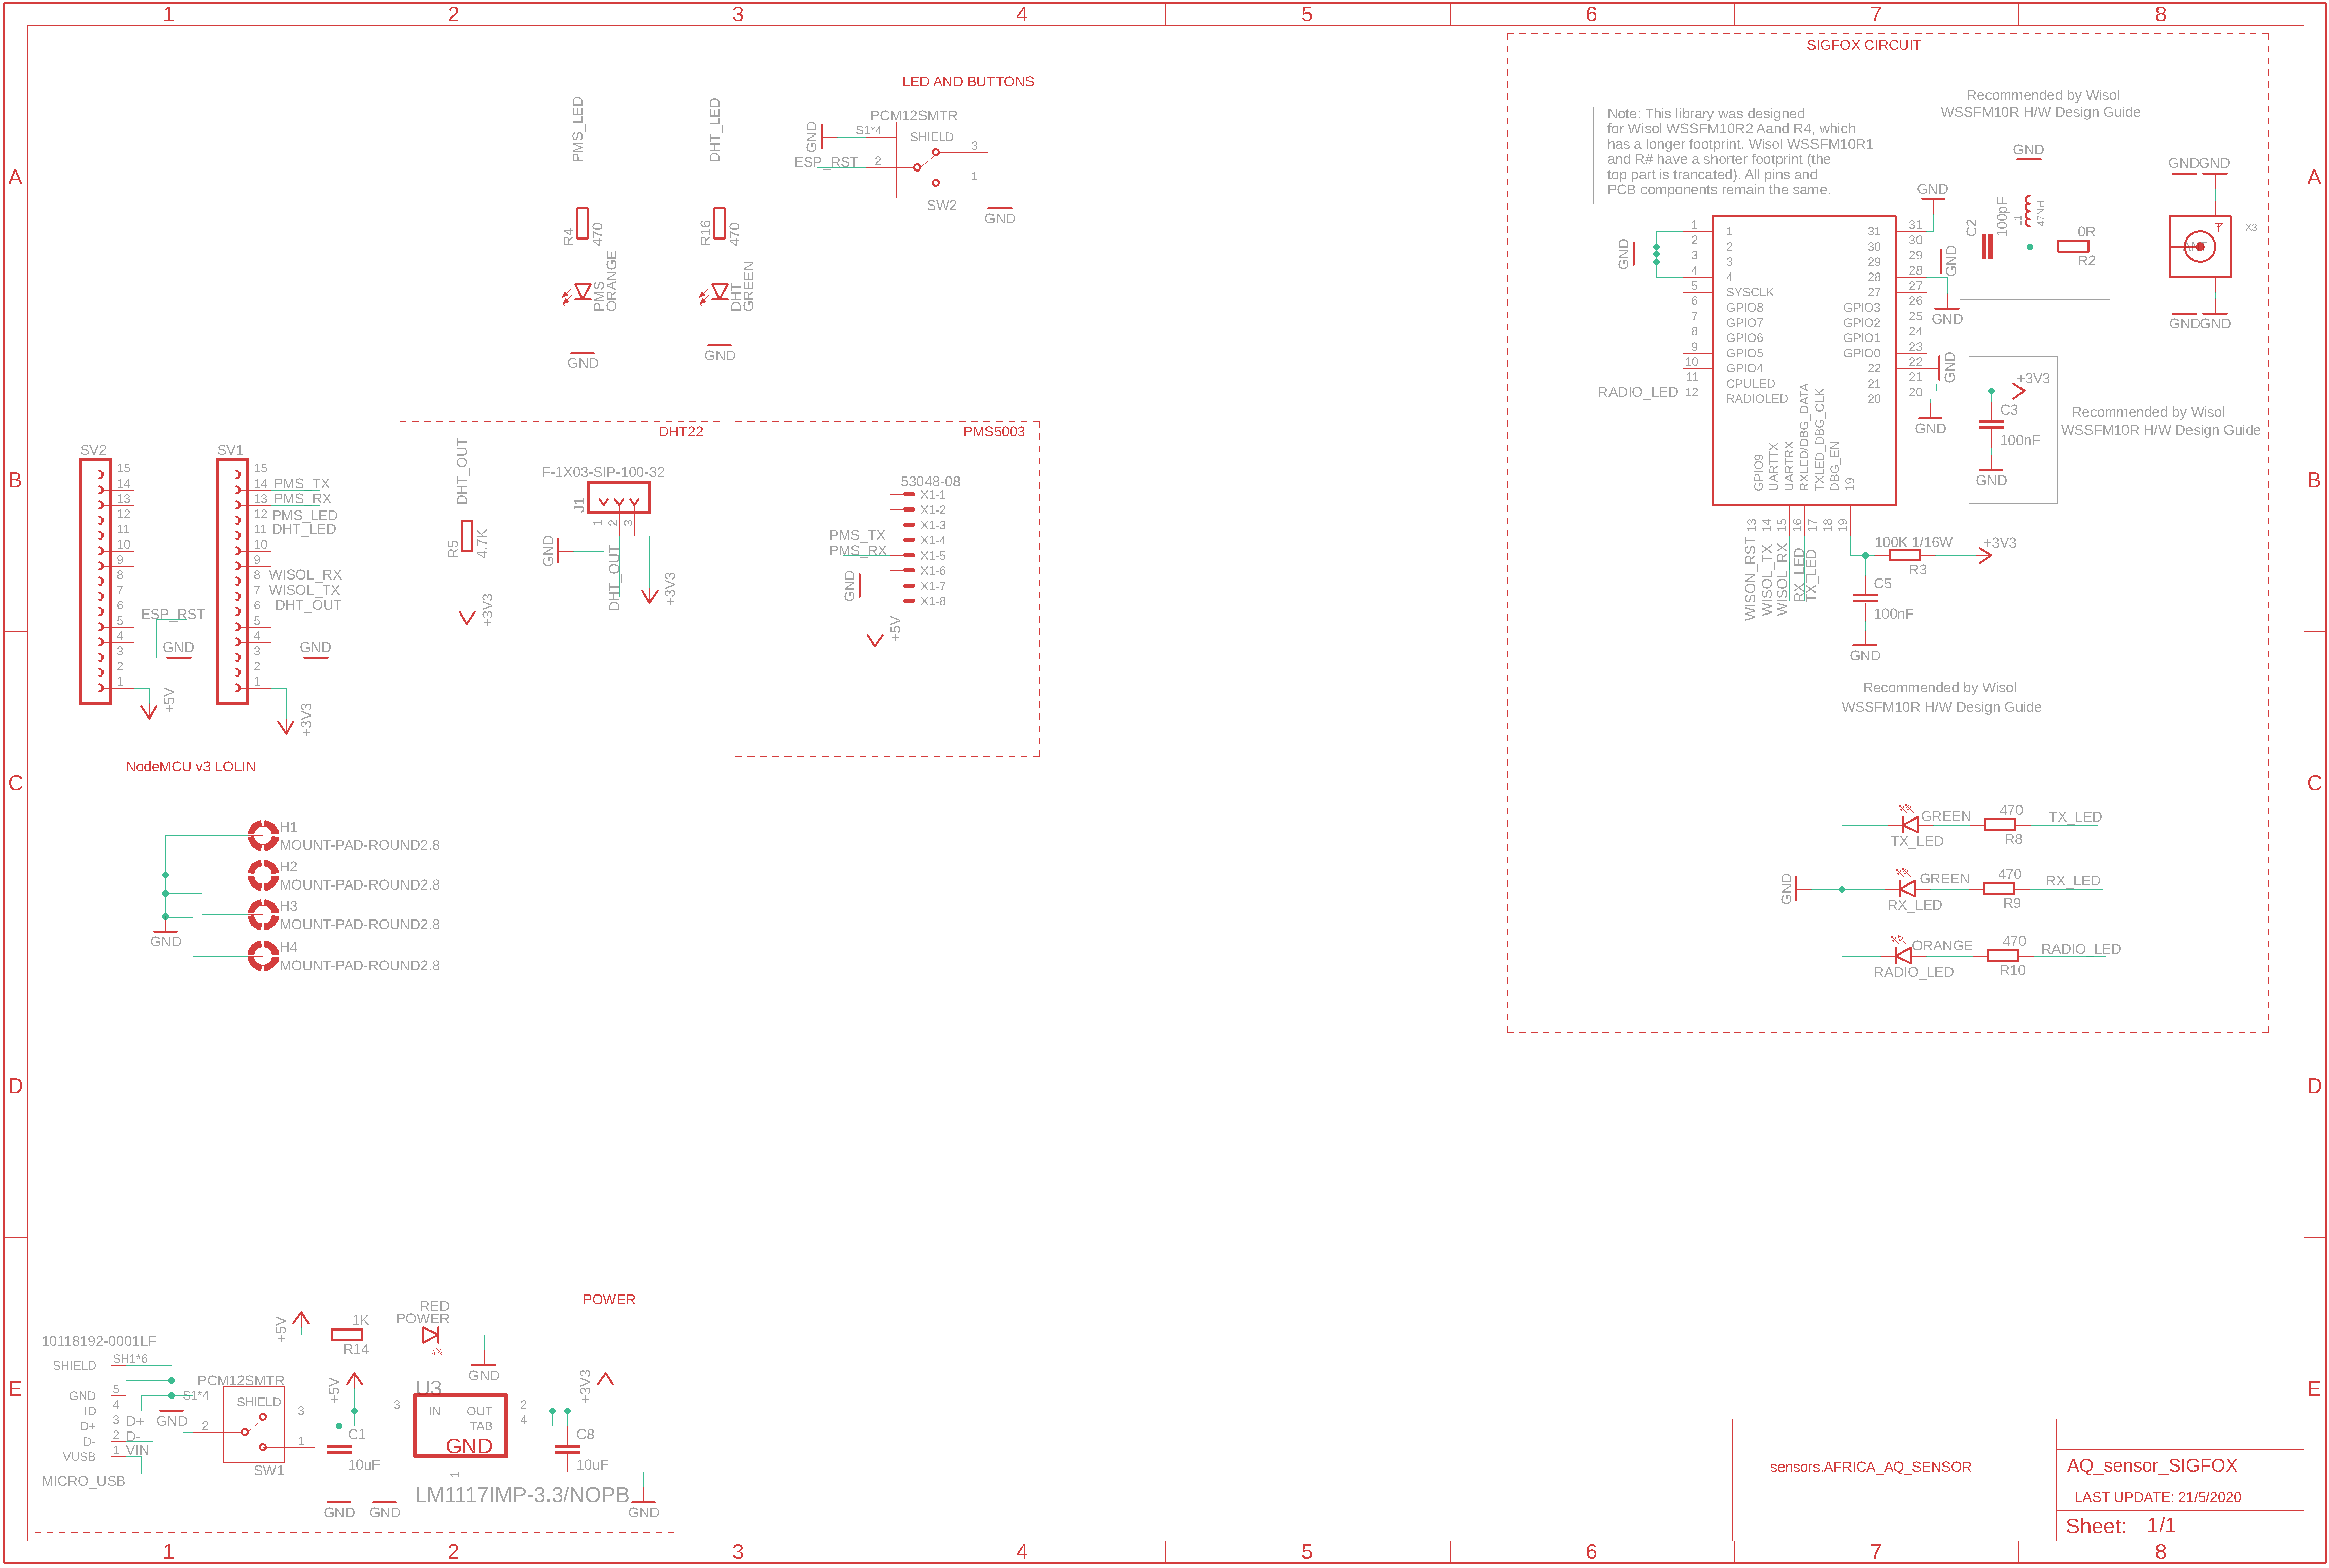 1 2 3 4 5 6 7 8
A
B
C
D
E
LED AND BUTTONS
PMS_LED
R4
470
PMS
ORANGE
GND
DHT_LED
R16
470
DHT
GREEN
GND
PCM12SMTR
GND
S1*4
SHIELD
ESP_RST
2
3
1
SW2
GND
SIGFOX CIRCUIT
Note: This library was designed
for Wisol WSSFM10R2 Aand R4, which
has a longer footprint. Wisol WSSFM10R1
and R# have a shorter footprint (the
top part is trancated). All pins and
PCB components remain the same.
Recommended by Wisol
WSSFM10R H/W Design Guide
GND
C2
100pF
L1
47NH
0R
R2
GND GND
ANT
X3
GND GND
GND
GND
GND
GND
1 1
2 2
3 3
4 4
5 SYSCLK
6 GPIO8
7 GPIO7
8 GPIO6
9 GPIO5
10 GPIO4
11 CPULED
RADIO_LED 12 RADIOLED
31 31
30 30
29 29
28 28
27 27
GPIO3 26
GPIO2 25
GPIO1 24
GPIO0 23
22 22
21 21
20 20
GND
GND
+3V3
C3
100nF
GND
Recommended by Wisol
WSSFM10R H/W Design Guide
GPIO9
UARTTX
UARTRX
RXLED/DBG_DATA
TXLED_DBG_CLK
DBG_EN
19
13
14
15
16
17
18
19
WISON_RST
WISOL_TX
WISOL_RX
RX_LED
TX_LED
100K 1/16W
R3
+3V3
C5
100nF
GND
Recommended by Wisol
WSSFM10R H/W Design Guide
SV2
15
14
13
12
11
10
9
8
7
6
5
4
3
2
1
ESP_RST
GND
+5V
SV1
15
14 PMS_TX
13 PMS_RX
12 PMS_LED
11 DHT_LED
10
9
8 WISOL_RX
7 WISOL_TX
6 DHT_OUT
5
4
3
2
1
GND
+3V3
NodeMCU v3 LOLIN
DHT22
DHT_OUT
R5
4.7K
+3V3
F-1X03-SIP-100-32
J1
1
2
3
GND
DHT_OUT
+3V3
PMS5003
53048-08
X1-1
X1-2
X1-3
PMS_TX X1-4
PMS_RX X1-5
X1-6
GND X1-7
X1-8
+5V
H1
MOUNT-PAD-ROUND2.8
H2
MOUNT-PAD-ROUND2.8
H3
MOUNT-PAD-ROUND2.8
H4
MOUNT-PAD-ROUND2.8
GND
GND
GREEN
TX_LED
470
R8
TX_LED
GREEN
RX_LED
470
R9
RX_LED
ORANGE
RADIO_LED
470
R10
RADIO_LED
POWER
+5V
1K
R14
RED
POWER
GND
10118192-0001LF
SHIELD SH1*6
GND 5
ID 4
D+ 3 D+
D- 2 D-
VUSB 1 VIN
MICRO_USB
GND
PCM12SMTR
S1*4
SHIELD
2
3
1
SW1
+5V
C1
10uF
GND
U3
3 IN
OUT 2
TAB 4
GND
1
GND
LM1117IMP-3.3/NOPB
+3V3
C8
10uF
GND
sensors.AFRICA_AQ_SENSOR
AQ_sensor_SIGFOX
LAST UPDATE: 21/5/2020
Sheet: 1/1
1 2 3 4 5 6 7 8
A
B
C
D
E